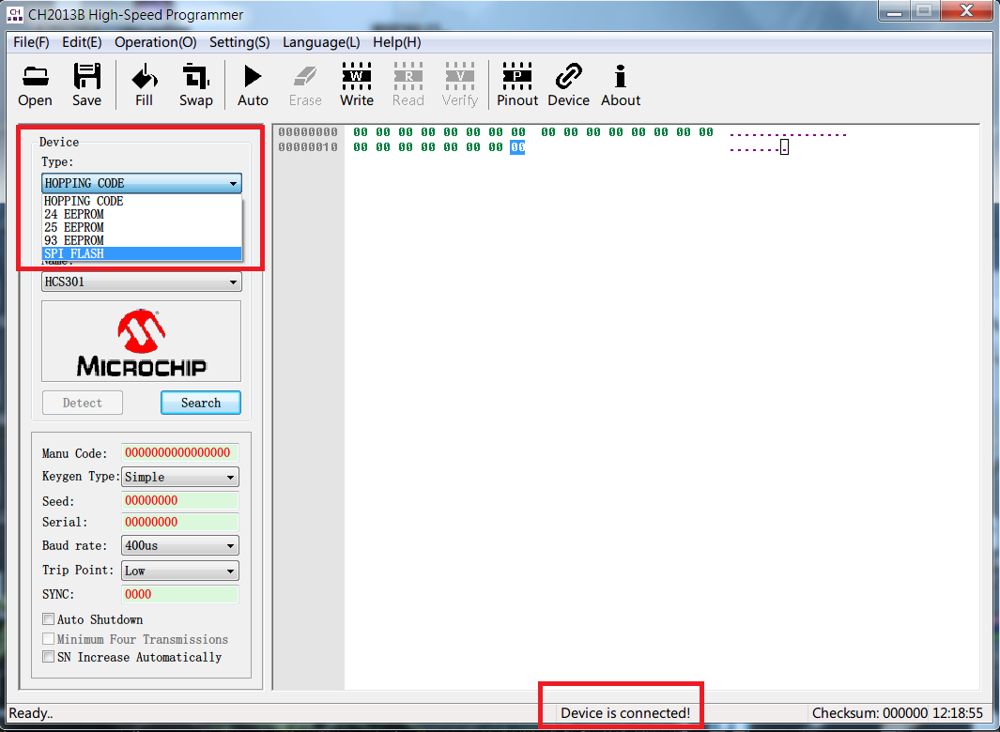 CH2013B High-Speed Programmer
File(F) Edit(E) Operation(O) Setting(S) Language(L) Help(H)
Open Save Fill Swap Auto Erase Write Read Verify Pinout Device About
Device
Type:
HOPPING CODE
HOPPING CODE
24 EEPROM
25 EEPROM
93 EEPROM
SPI FLASH
Name:
HCS301
MICROCHIP
Detect Search
Manu Code: 0000000000000000
Keygen Type: Simple
Seed: 00000000
Serial: 00000000
Baud rate: 400us
Trip Point: Low
SYNC: 0000
Auto Shutdown
Minimum Four Transmissions
SN Increase Automatically
00000000 00 00 00 00 00 00 00 00 00 00 00 00 00 00 00 00 ................
00000010 00 00 00 00 00 00 00 00 ........
Ready.. Device is connected! Checksum: 000000 12:18:55